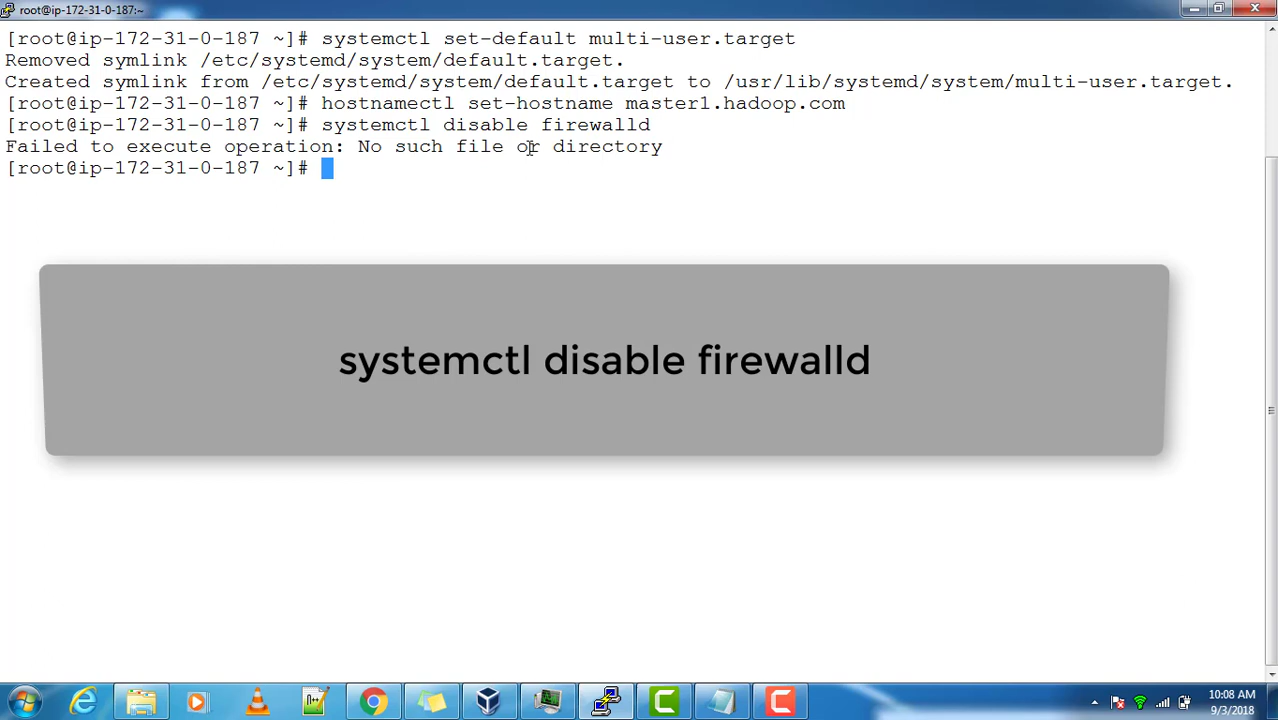 root@ip-172-31-0-187:~
[root@ip-172-31-0-187 ~]# systemctl set-default multi-user.target
Removed symlink /etc/systemd/system/default.target.
Created symlink from /etc/systemd/system/default.target to /usr/lib/systemd/system/multi-user.target.
[root@ip-172-31-0-187 ~]# hostnamectl set-hostname master1.hadoop.com
[root@ip-172-31-0-187 ~]# systemctl disable firewalld
Failed to execute operation: No such file or directory
[root@ip-172-31-0-187 ~]#
systemctl disable firewalld
10:08 AM
9/3/2018